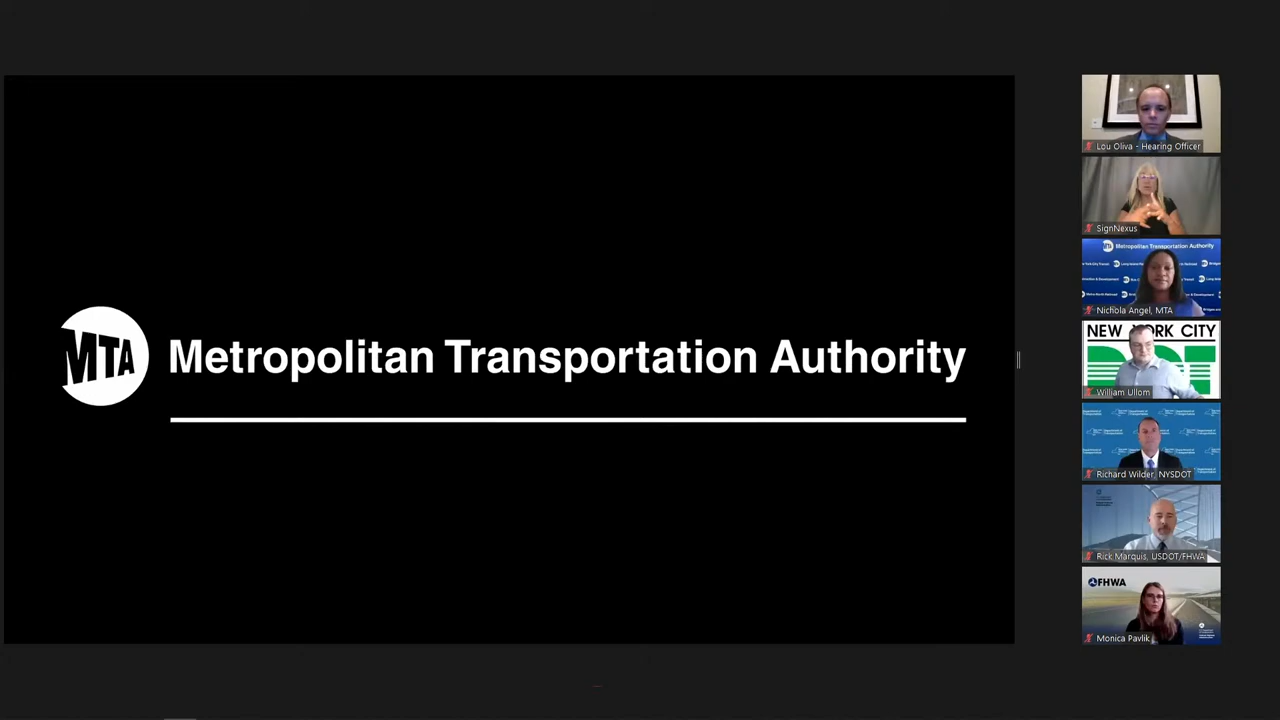 MTA
Metropolitan Transportation Authority
Lou Oliva - Hearing Officer
SignNexus
MTA Metropolitan Transportation Authority
Nichola Angel, MTA
NEW YORK CITY
William Ullom
Richard Wilder, NYSDOT
Rick Marquis, USDOT/FHWA
FHWA
Monica Pavlik